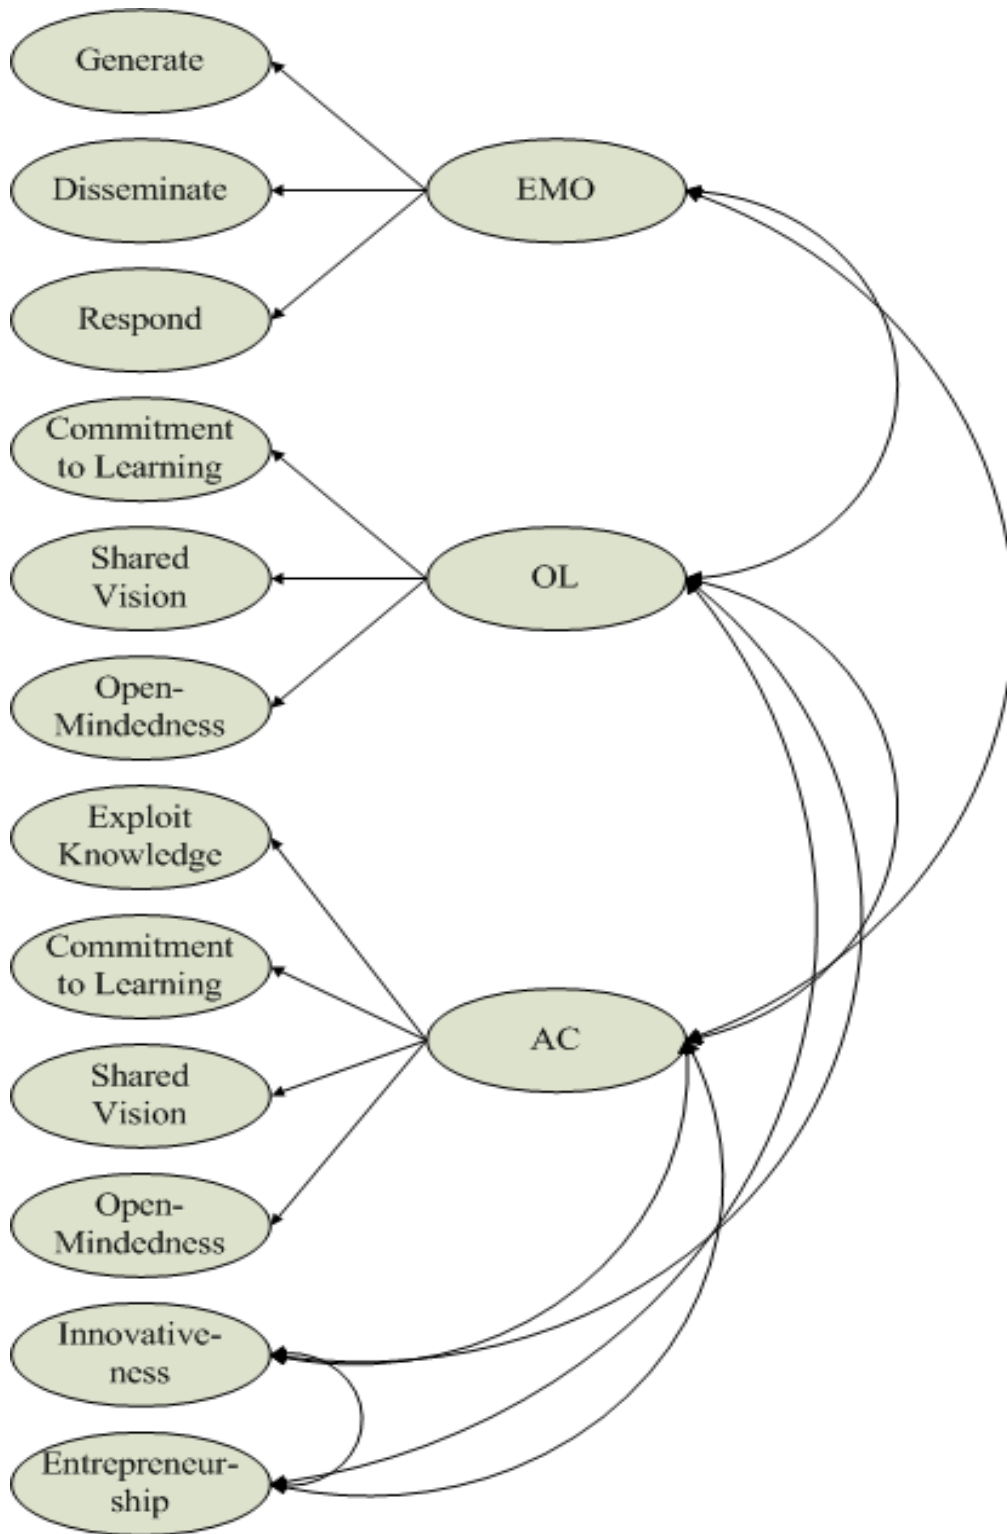 Generate
Disseminate
EMO
Respond
Commitment
to Learning
Shared
Vision
OL
Open-
Mindedness
Exploit
Knowledge
Commitment
to Learning
AC
Shared
Vision
Open-
Mindedness
Innovative-
ness
Entrepreneur-
ship